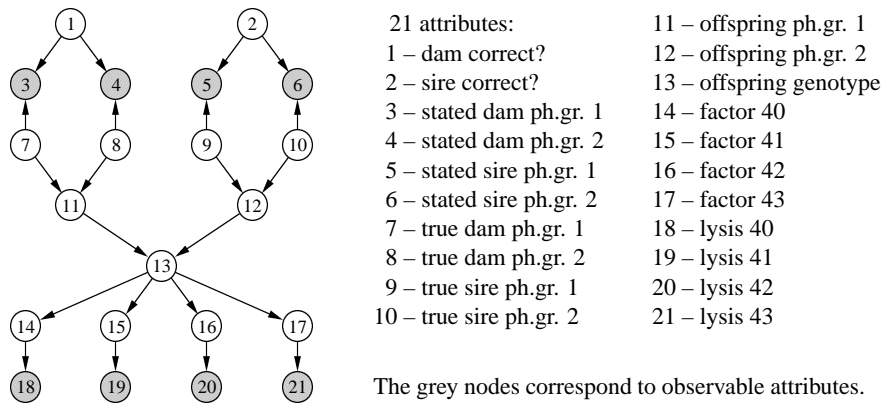 1 2
3 4 5 6
7 8 9 10
11 12
13
14 15 16 17
18 19 20 21
21 attributes:
1 – dam correct?
2 – sire correct?
3 – stated dam ph.gr. 1
4 – stated dam ph.gr. 2
5 – stated sire ph.gr. 1
6 – stated sire ph.gr. 2
7 – true dam ph.gr. 1
8 – true dam ph.gr. 2
9 – true sire ph.gr. 1
10 – true sire ph.gr. 2
11 – offspring ph.gr. 1
12 – offspring ph.gr. 2
13 – offspring genotype
14 – factor 40
15 – factor 41
16 – factor 42
17 – factor 43
18 – lysis 40
19 – lysis 41
20 – lysis 42
21 – lysis 43
The grey nodes correspond to observable attributes.